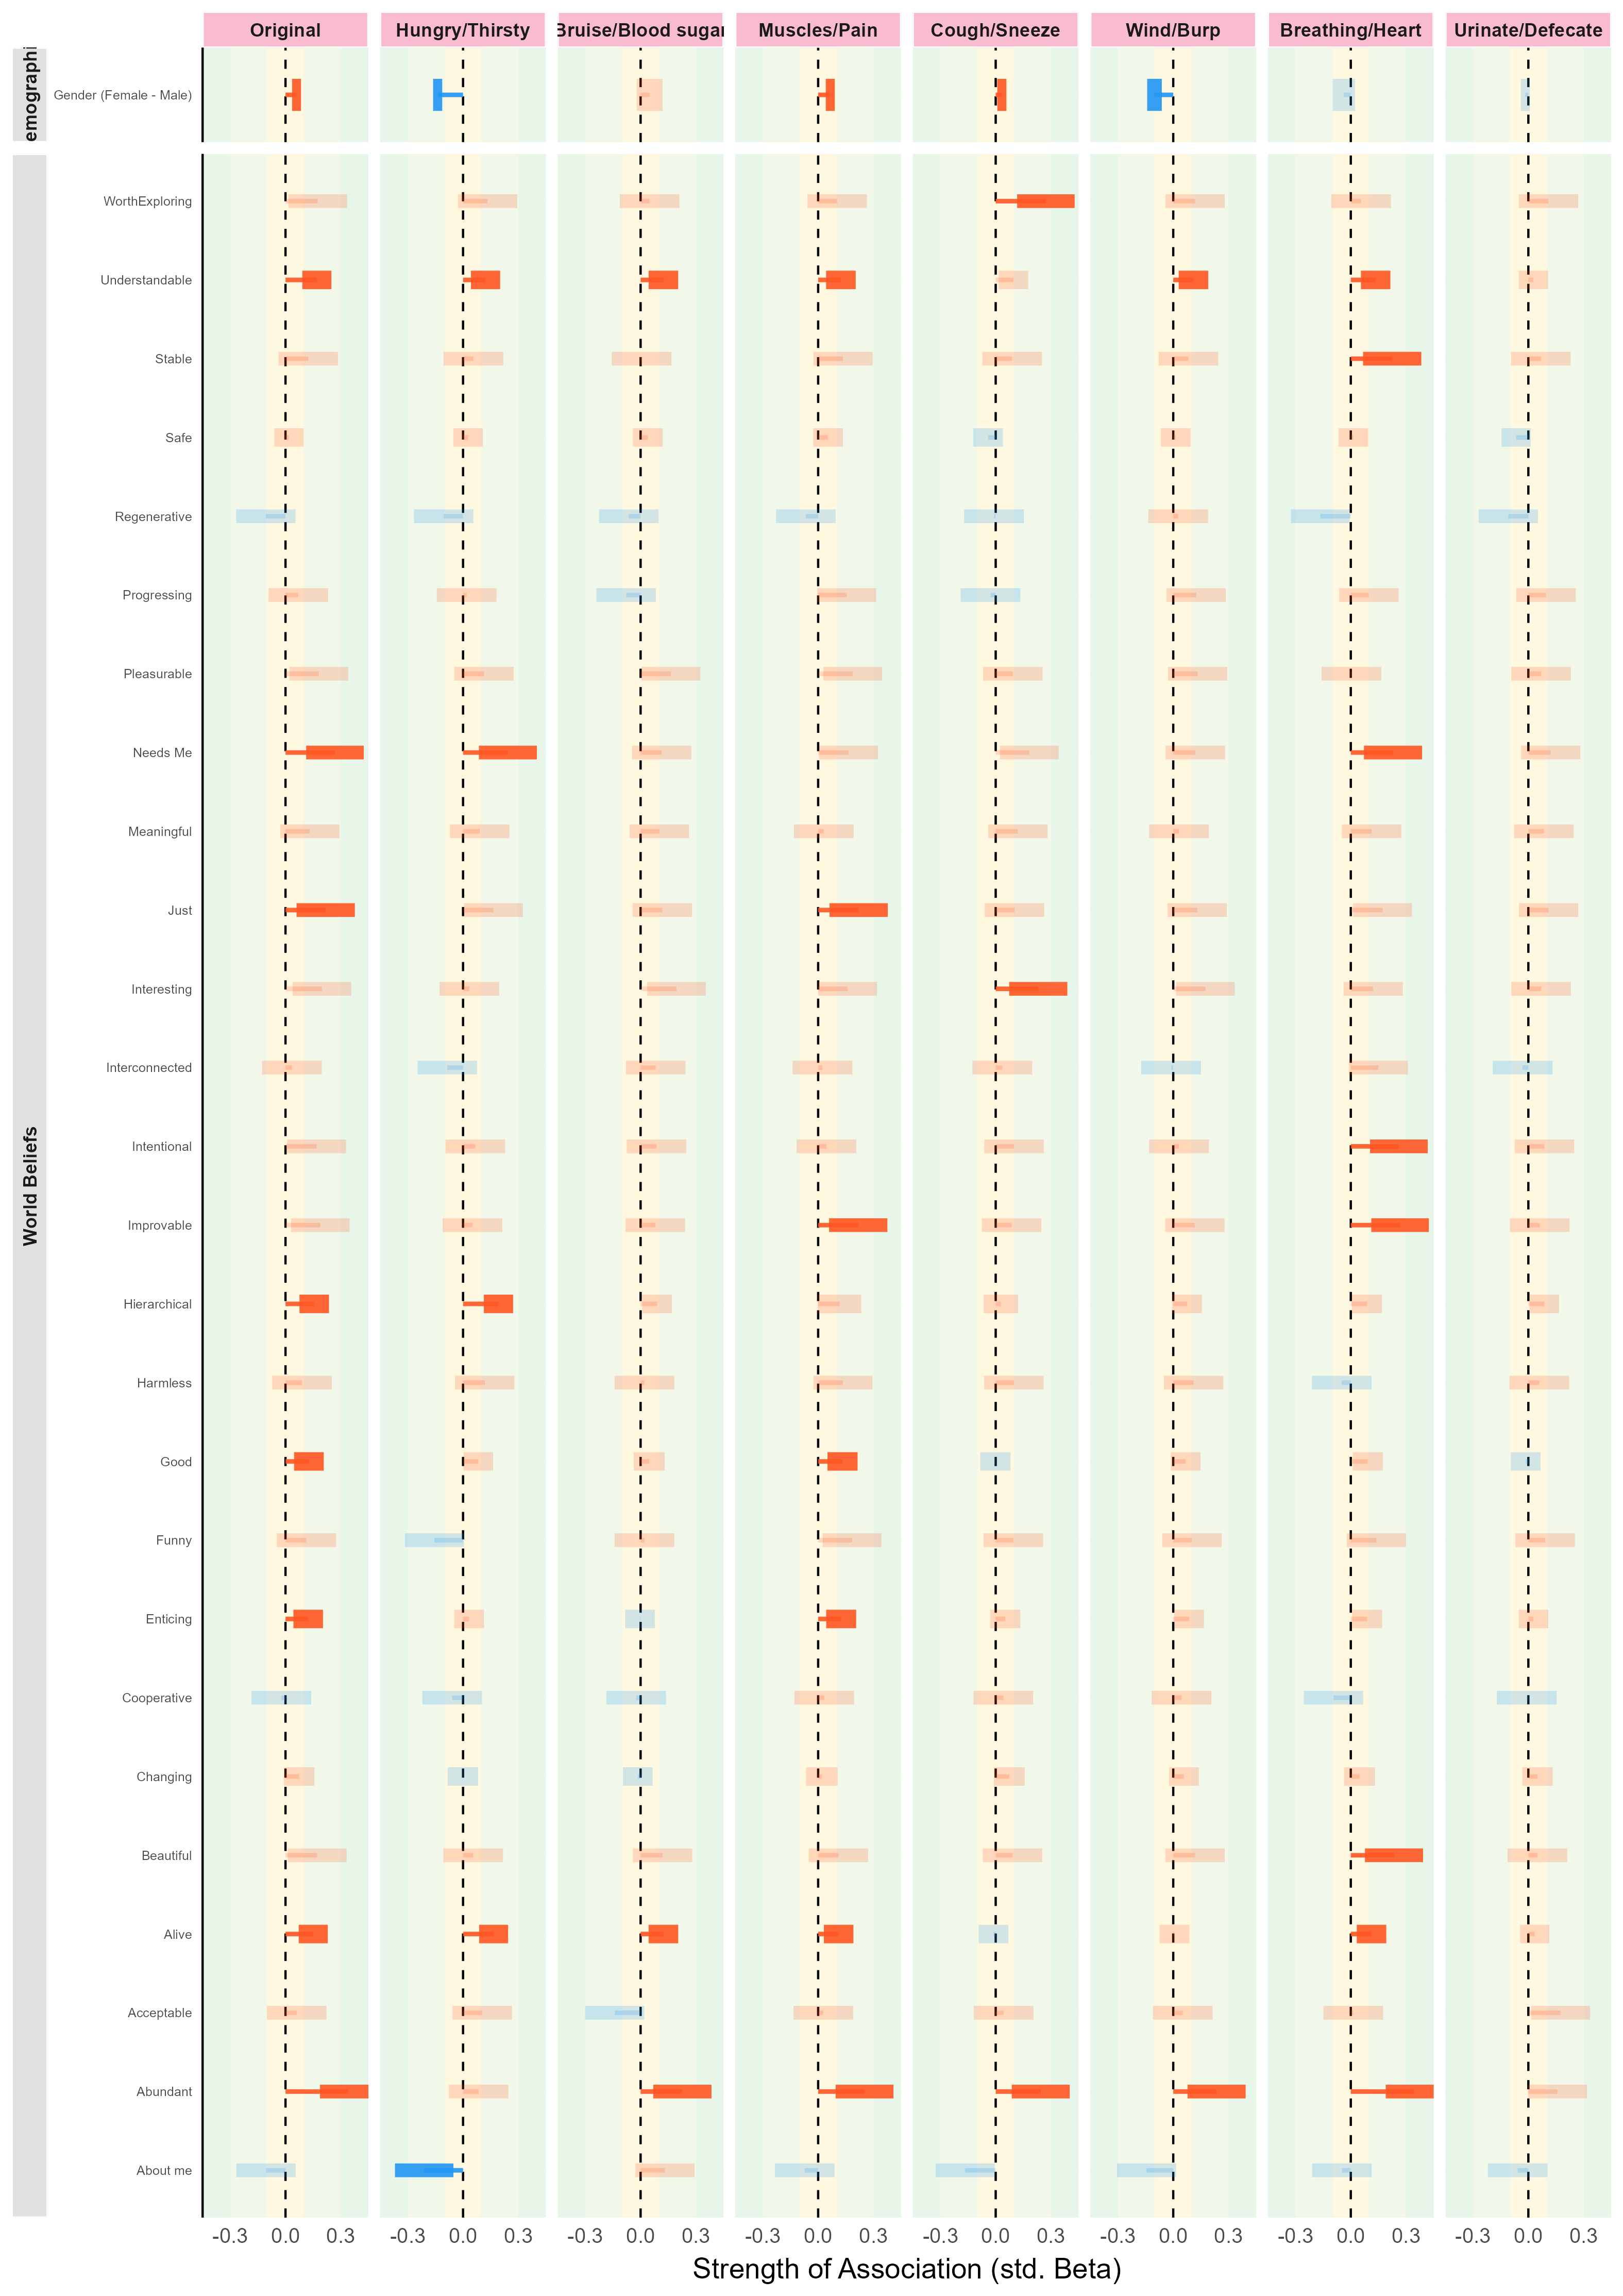 Original Hungry/Thirsty Bruise/Blood sugar Muscles/Pain Cough/Sneeze Wind/Burp Breathing/Heart Urinate/Defecate
emographi
Gender (Female - Male)
World Beliefs
WorthExploring
Understandable
Stable
Safe
Regenerative
Progressing
Pleasurable
Needs Me
Meaningful
Just
Interesting
Interconnected
Intentional
Improvable
Hierarchical
Harmless
Good
Funny
Enticing
Cooperative
Changing
Beautiful
Alive
Acceptable
Abundant
About me
-0.3 0.0 0.3 -0.3 0.0 0.3 -0.3 0.0 0.3 -0.3 0.0 0.3 -0.3 0.0 0.3 -0.3 0.0 0.3 -0.3 0.0 0.3 -0.3 0.0 0.3
Strength of Association (std. Beta)